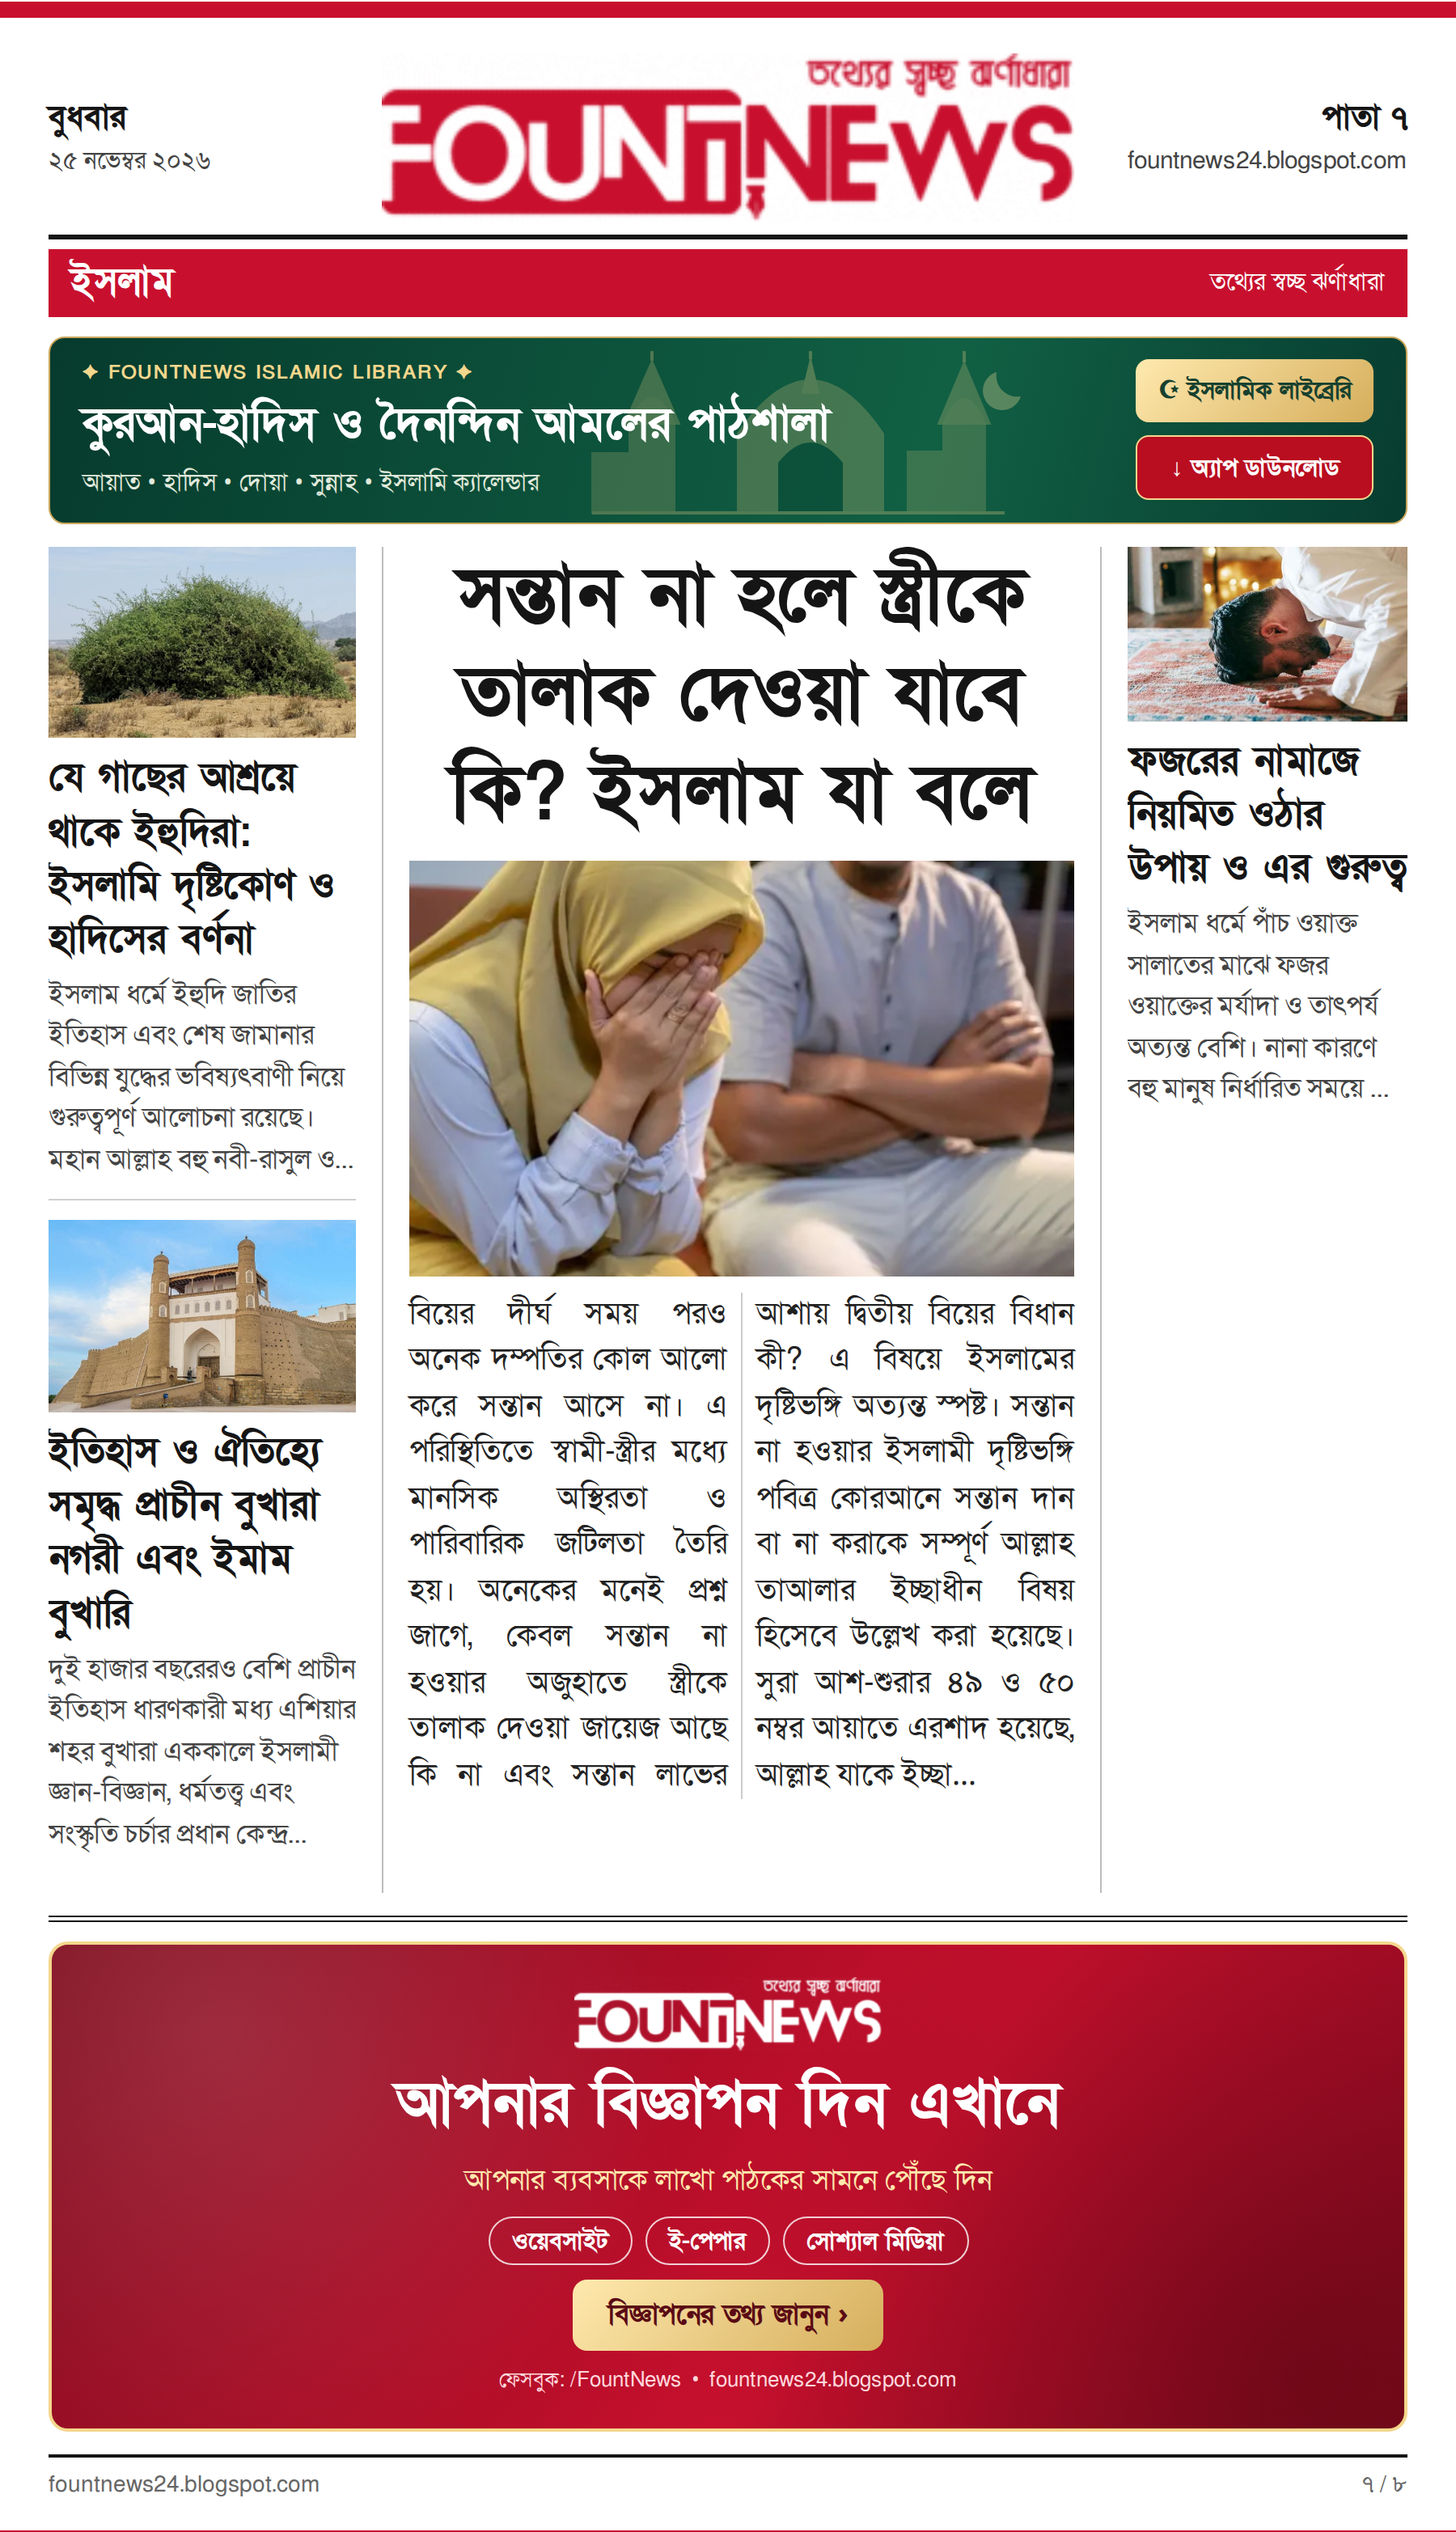 বুধবার
২৫ নভেম্বর ২০২৬
তথ্যের স্বচ্ছ ঝর্ণাধারা
FOUNTNEWS
পাতা ৭
fountnews24.blogspot.com
ইসলাম
তথ্যের স্বচ্ছ ঝর্ণাধারা
✦ FOUNTNEWS ISLAMIC LIBRARY ✦
কুরআন-হাদিস ও দৈনন্দিন আমলের পাঠশালা
আয়াত • হাদিস • দোয়া • সুন্নাহ • ইসলামি ক্যালেন্ডার
☪ ইসলামিক লাইব্রেরি
↓ অ্যাপ ডাউনলোড
যে গাছের আশ্রয়ে
থাকে ইহুদিরা:
ইসলামি দৃষ্টিকোণ ও
হাদিসের বর্ণনা
ইসলাম ধর্মে ইহুদি জাতির
ইতিহাস এবং শেষ জামানার
বিভিন্ন যুদ্ধের ভবিষ্যৎবাণী নিয়ে
গুরুত্বপূর্ণ আলোচনা রয়েছে।
মহান আল্লাহ বহু নবী-রাসুল ও...
ইতিহাস ও ঐতিহ্যে
সমৃদ্ধ প্রাচীন বুখারা
নগরী এবং ইমাম
বুখারি
দুই হাজার বছরেরও বেশি প্রাচীন
ইতিহাস ধারণকারী মধ্য এশিয়ার
শহর বুখারা এককালে ইসলামী
জ্ঞান-বিজ্ঞান, ধর্মতত্ত্ব এবং
সংস্কৃতি চর্চার প্রধান কেন্দ্র...
সন্তান না হলে স্ত্রীকে
তালাক দেওয়া যাবে
কি? ইসলাম যা বলে
বিয়ের দীর্ঘ সময় পরও
অনেক দম্পতির কোল আলো
করে সন্তান আসে না। এ
পরিস্থিতিতে স্বামী-স্ত্রীর মধ্যে
মানসিক অস্থিরতা ও
পারিবারিক জটিলতা তৈরি
হয়। অনেকের মনেই প্রশ্ন
জাগে, কেবল সন্তান না
হওয়ার অজুহাতে স্ত্রীকে
তালাক দেওয়া জায়েজ আছে
কি না এবং সন্তান লাভের
আশায় দ্বিতীয় বিয়ের বিধান
কী? এ বিষয়ে ইসলামের
দৃষ্টিভঙ্গি অত্যন্ত স্পষ্ট। সন্তান
না হওয়ার ইসলামী দৃষ্টিভঙ্গি
পবিত্র কোরআনে সন্তান দান
বা না করাকে সম্পূর্ণ আল্লাহ
তাআলার ইচ্ছাধীন বিষয়
হিসেবে উল্লেখ করা হয়েছে।
সুরা আশ-শুরার ৪৯ ও ৫০
নম্বর আয়াতে এরশাদ হয়েছে,
আল্লাহ যাকে ইচ্ছা...
ফজরের নামাজে
নিয়মিত ওঠার
উপায় ও এর গুরুত্ব
ইসলাম ধর্মে পাঁচ ওয়াক্ত
সালাতের মাঝে ফজর
ওয়াক্তের মর্যাদা ও তাৎপর্য
অত্যন্ত বেশি। নানা কারণে
বহু মানুষ নির্ধারিত সময়ে ...
তথ্যের স্বচ্ছ ঝর্ণাধারা
FOUNTNEWS
আপনার বিজ্ঞাপন দিন এখানে
আপনার ব্যবসাকে লাখো পাঠকের সামনে পৌঁছে দিন
ওয়েবসাইট
ই-পেপার
সোশ্যাল মিডিয়া
বিজ্ঞাপনের তথ্য জানুন ›
ফেসবুক: /FountNews • fountnews24.blogspot.com
fountnews24.blogspot.com
৭ / ৮